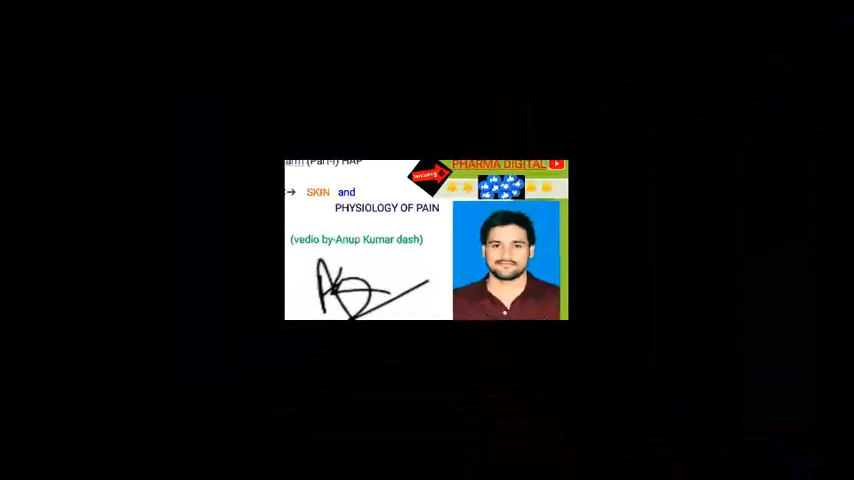 PHARMA DIGITAL
SKIN and
PHYSIOLOGY OF PAIN
(vedio by-Anup Kumar dash)